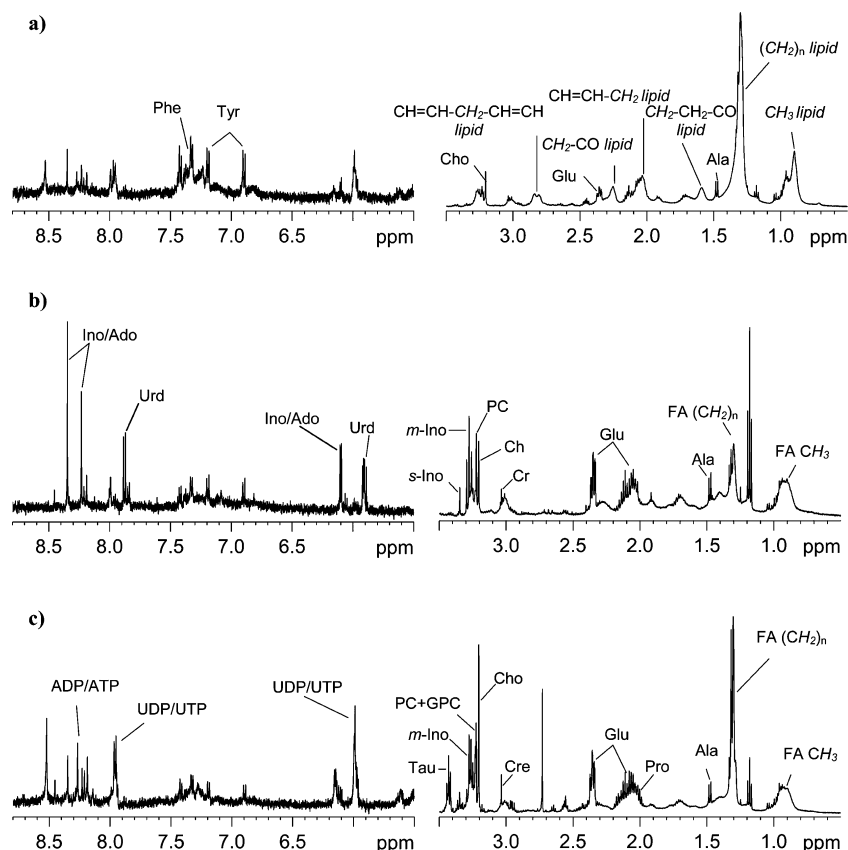 a)
Phe
Tyr
CH=CH-CH2-CH=CH
lipid
CH=CH-CH2 lipid
CH2-CH2-CO
lipid
(CH2)n lipid
CH3 lipid
CH2-CO lipid
Cho
Glu
Ala
8.5 8.0 7.5 7.0 6.5 ppm
3.0 2.5 2.0 1.5 1.0 ppm
b)
Ino/Ado
Urd
Ino/Ado
Urd
PC
m-Ino
Ch
s-Ino
Cr
Glu
FA (CH2)n
Ala
FA CH3
8.5 8.0 7.5 7.0 6.5 ppm
3.0 2.5 2.0 1.5 1.0 ppm
c)
ADP/ATP
UDP/UTP
UDP/UTP
Cho
PC+GPC
m-Ino
Tau
Cre
Glu
Pro
Ala
FA (CH2)n
FA CH3
8.5 8.0 7.5 7.0 6.5 ppm
3.0 2.5 2.0 1.5 1.0 ppm